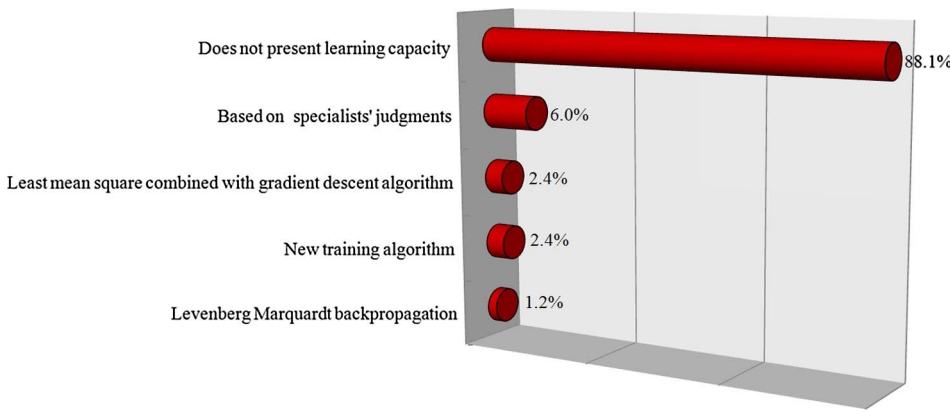 Does not present learning capacity
88.1%
Based on specialists' judgments
6.0%
Least mean square combined with gradient descent algorithm
2.4%
New training algorithm
2.4%
Levenberg Marquardt backpropagation
1.2%